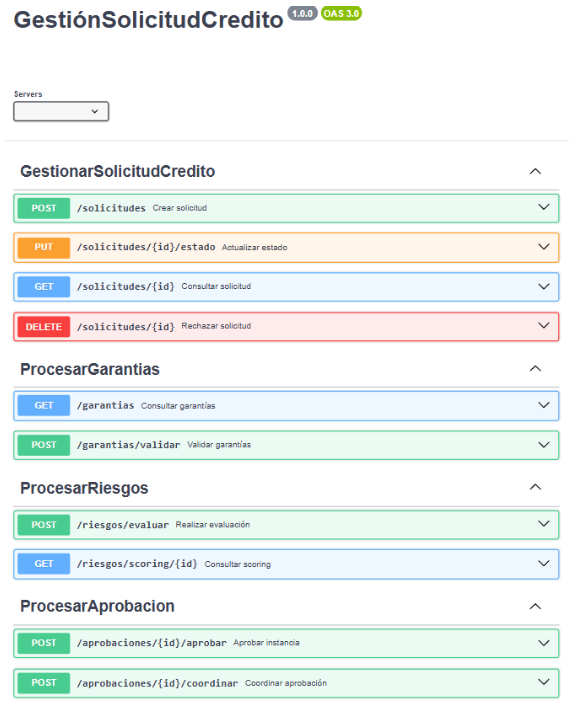 GestiónSolicitudCredito 1.0.0 OAS 3.0
Servers
GestionarSolicitudCredito
POST /solicitudes Crear solicitud
PUT /solicitudes/{id}/estado Actualizar estado
GET /solicitudes/{id} Consultar solicitud
DELETE /solicitudes/{id} Rechazar solicitud
ProcesarGarantias
GET /garantias Consultar garantías
POST /garantias/validar Validar garantías
ProcesarRiesgos
POST /riesgos/evaluar Realizar evaluación
GET /riesgos/scoring/{id} Consultar scoring
ProcesarAprobacion
POST /aprobaciones/{id}/aprobar Aprobar instancia
POST /aprobaciones/{id}/coordinar Coordinar aprobación